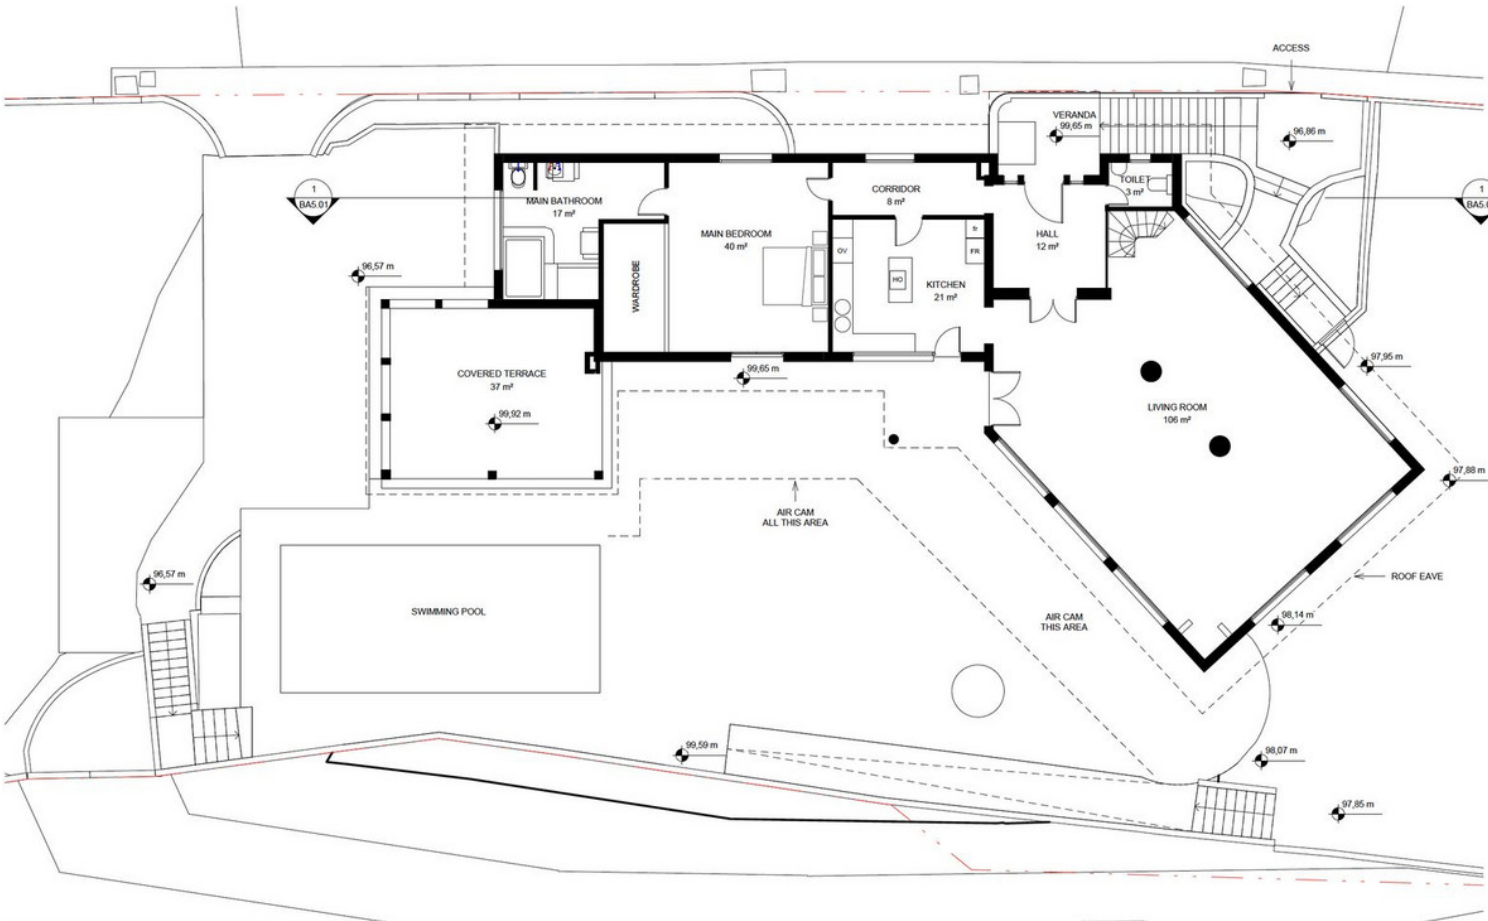 ACCESS
VERANDA
99,65 m
96,86 m
1
BA5.01
MAIN BATHROOM
17 m²
CORRIDOR
8 m²
TOILET
3 m²
1
BA5.0
MAIN BEDROOM
40 m²
HALL
12 m²
fr
OV
FR
96,57 m
WARDROBE
HO
KITCHEN
21 m²
COVERED TERRACE
37 m²
99,65 m
97,95 m
99,92 m
LIVING ROOM
106 m²
97,88 m
AIR CAM
ALL THIS AREA
96,57 m
ROOF EAVE
SWIMMING POOL
AIR CAM
THIS AREA
98,14 m
99,59 m
98,07 m
97,85 m